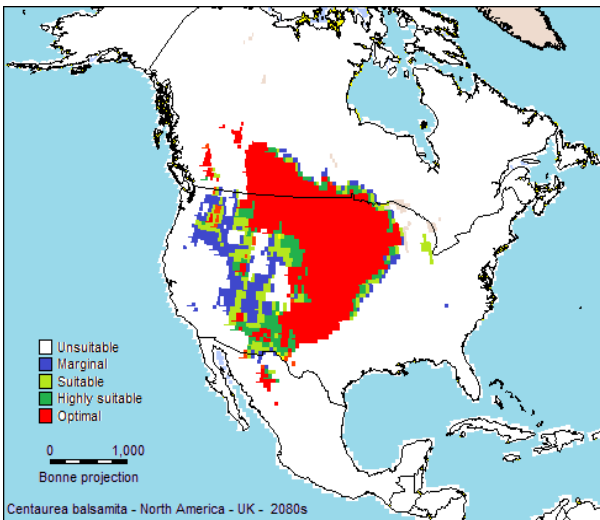 Unsuitable
Marginal
Suitable
Highly suitable
Optimal
0 1,000
Bonne projection
Centaurea balsamita - North America - UK - 2080s